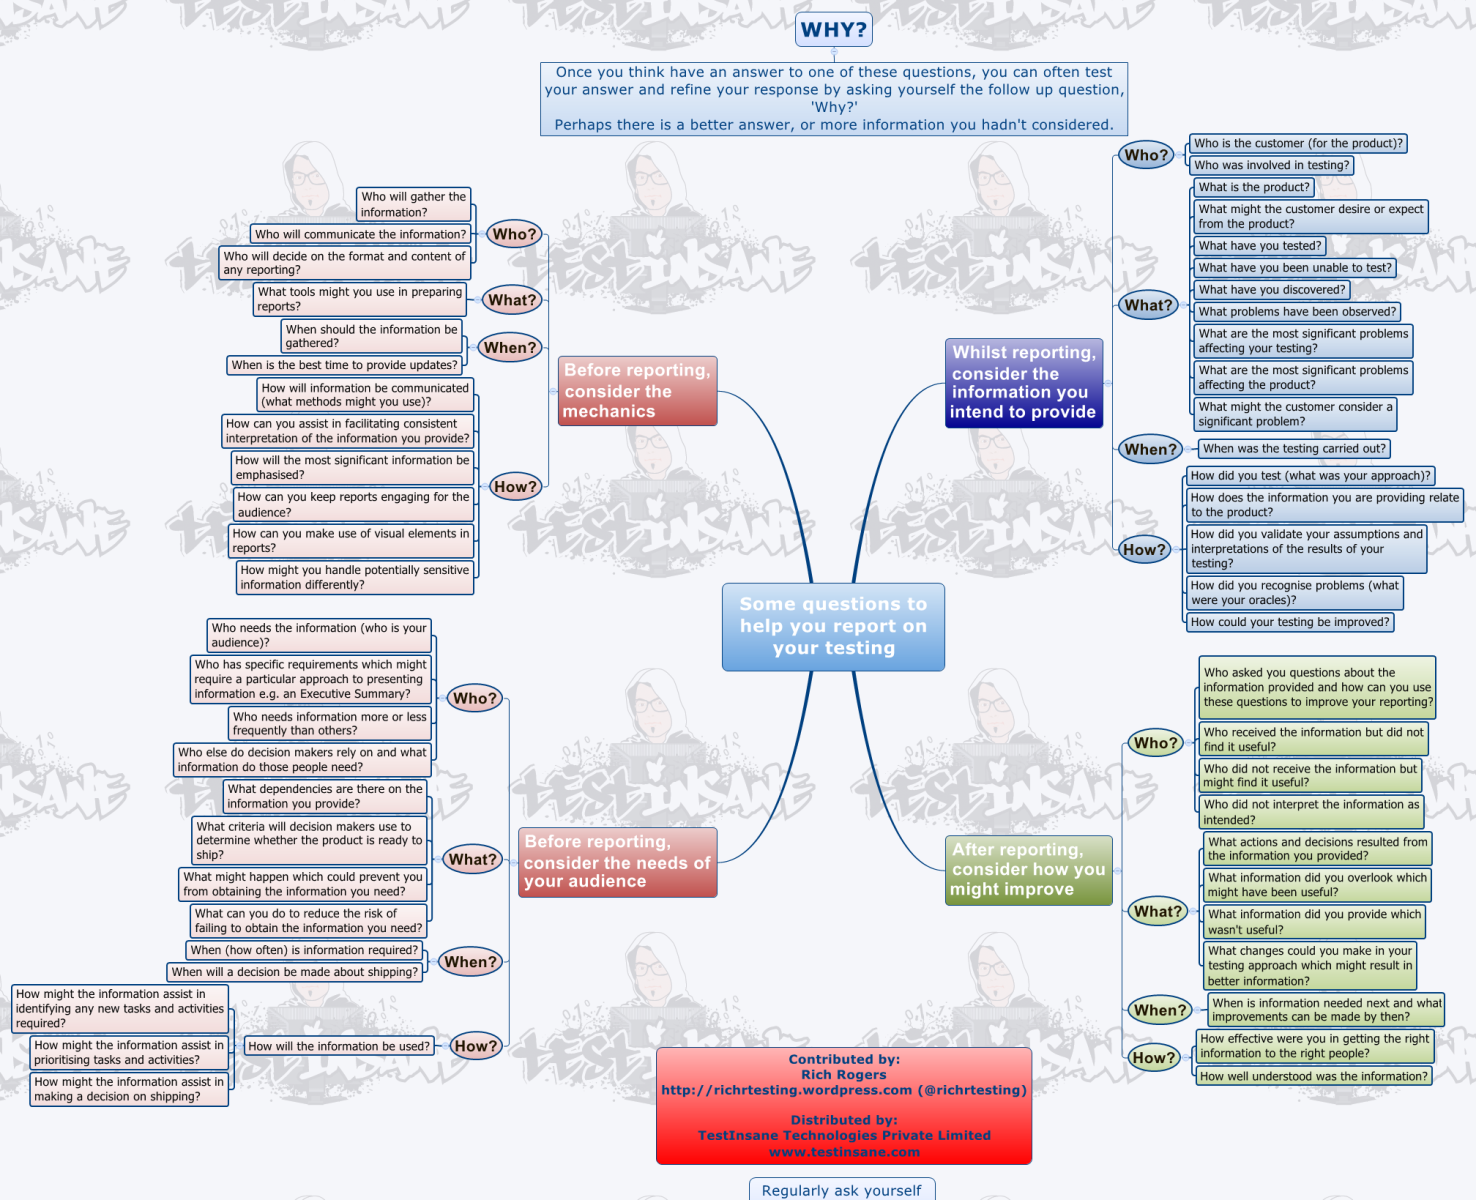 WHY?
Once you think have an answer to one of these questions, you can often test
your answer and refine your response by asking yourself the follow up question,
'Why?'
Perhaps there is a better answer, or more information you hadn't considered.
Some questions to
help you report on
your testing
Before reporting,
consider the
mechanics
Who?
Who will gather the
information?
Who will communicate the information?
Who will decide on the format and content of
any reporting?
What?
What tools might you use in preparing
reports?
When?
When should the information be
gathered?
When is the best time to provide updates?
How?
How will information be communicated
(what methods might you use)?
How can you assist in facilitating consistent
interpretation of the information you provide?
How will the most significant information be
emphasised?
How can you keep reports engaging for the
audience?
How can you make use of visual elements in
reports?
How might you handle potentially sensitive
information differently?
Before reporting,
consider the needs of
your audience
Who?
Who needs the information (who is your
audience)?
Who has specific requirements which might
require a particular approach to presenting
information e.g. an Executive Summary?
Who needs information more or less
frequently than others?
Who else do decision makers rely on and what
information do those people need?
What?
What dependencies are there on the
information you provide?
What criteria will decision makers use to
determine whether the product is ready to
ship?
What might happen which could prevent you
from obtaining the information you need?
What can you do to reduce the risk of
failing to obtain the information you need?
When?
When (how often) is information required?
When will a decision be made about shipping?
How?
How will the information be used?
How might the information assist in
identifying any new tasks and activities
required?
How might the information assist in
prioritising tasks and activities?
How might the information assist in
making a decision on shipping?
Whilst reporting,
consider the
information you
intend to provide
Who?
Who is the customer (for the product)?
Who was involved in testing?
What?
What is the product?
What might the customer desire or expect
from the product?
What have you tested?
What have you been unable to test?
What have you discovered?
What problems have been observed?
What are the most significant problems
affecting your testing?
What are the most significant problems
affecting the product?
What might the customer consider a
significant problem?
When?
When was the testing carried out?
How?
How did you test (what was your approach)?
How does the information you are providing relate
to the product?
How did you validate your assumptions and
interpretations of the results of your
testing?
How did you recognise problems (what
were your oracles)?
How could your testing be improved?
After reporting,
consider how you
might improve
Who?
Who asked you questions about the
information provided and how can you use
these questions to improve your reporting?
Who received the information but did not
find it useful?
Who did not receive the information but
might find it useful?
Who did not interpret the information as
intended?
What?
What actions and decisions resulted from
the information you provided?
What information did you overlook which
might have been useful?
What information did you provide which
wasn't useful?
What changes could you make in your
testing approach which might result in
better information?
When?
When is information needed next and what
improvements can be made by then?
How?
How effective were you in getting the right
information to the right people?
How well understood was the information?
Contributed by:
Rich Rogers
http://richrtesting.wordpress.com (@richrtesting)
Distributed by:
TestInsane Technologies Private Limited
www.testinsane.com
Regularly ask yourself
TEST INSANE